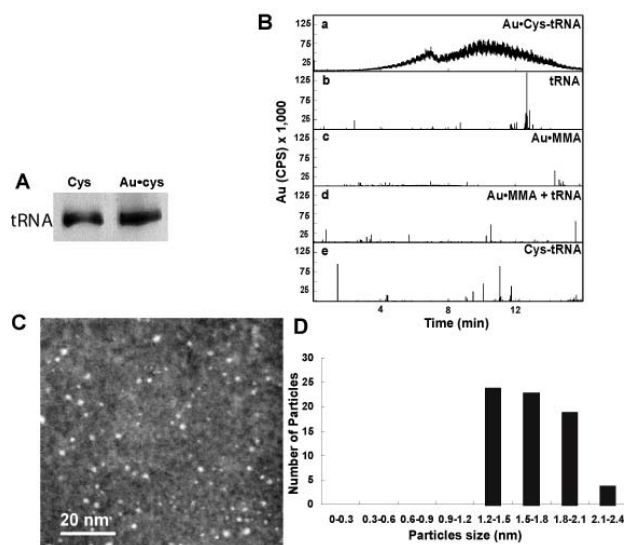 A
Cys Au•cys
tRNA
B
Au (CPS) x 1,000
a Au•Cys-tRNA
125
75
25
b tRNA
125
75
25
c Au•MMA
125
75
25
d Au•MMA + tRNA
125
75
25
e Cys-tRNA
125
75
25
4 8 12
Time (min)
C
20 nm
D
Number of Particles
30
25
20
15
10
5
0
0-0.3 0.3-0.6 0.6-0.9 0.9-1.2 1.2-1.5 1.5-1.8 1.8-2.1 2.1-2.4
Particles size (nm)